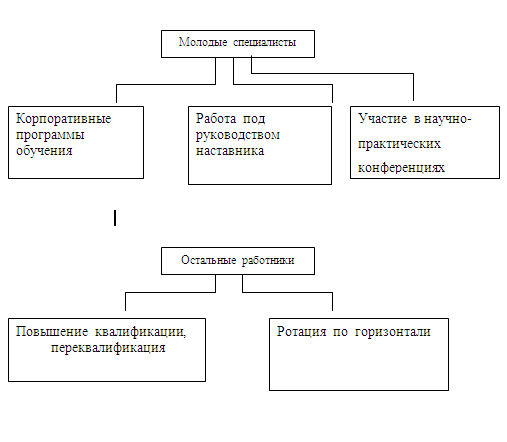 Молодые специалисты
Корпоративные
программы
обучения
Работа под
руководством
наставника
Участие в научно-
практических
конференциях
Остальные работники
Повышение квалификации,
переквалификация
Ротация по горизонтали